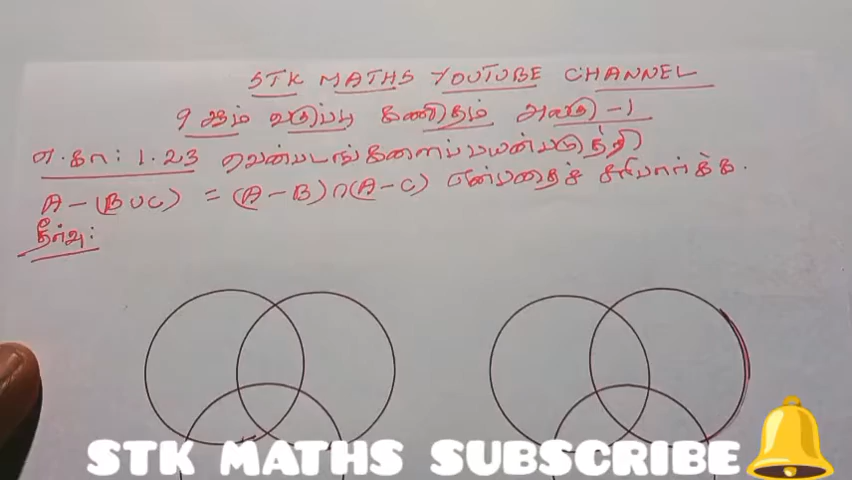 STK MATHS YOUTUBE CHANNEL
9 ஆம் வகுப்பு கணிதம் அலகு - 1
எ.கா: 1.23 வென்படங்களைப் பயன்படுத்தி
A - (B ∪ C) = (A - B) ∩ (A - C) என்பதைச் சரிபார்க்க.
தீர்வு:
STK MATHS SUBSCRIBE